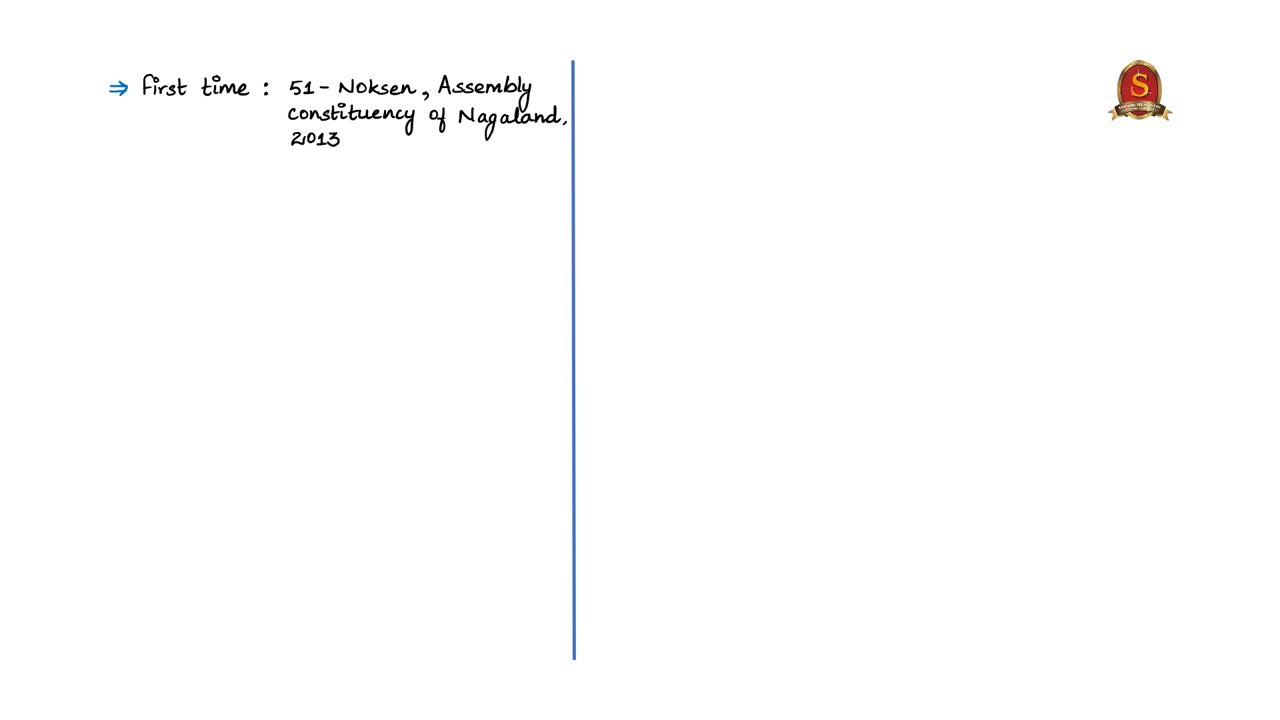 ⇒ First time : 51 - Noksen, Assembly
constituency of Nagaland,
2013
S